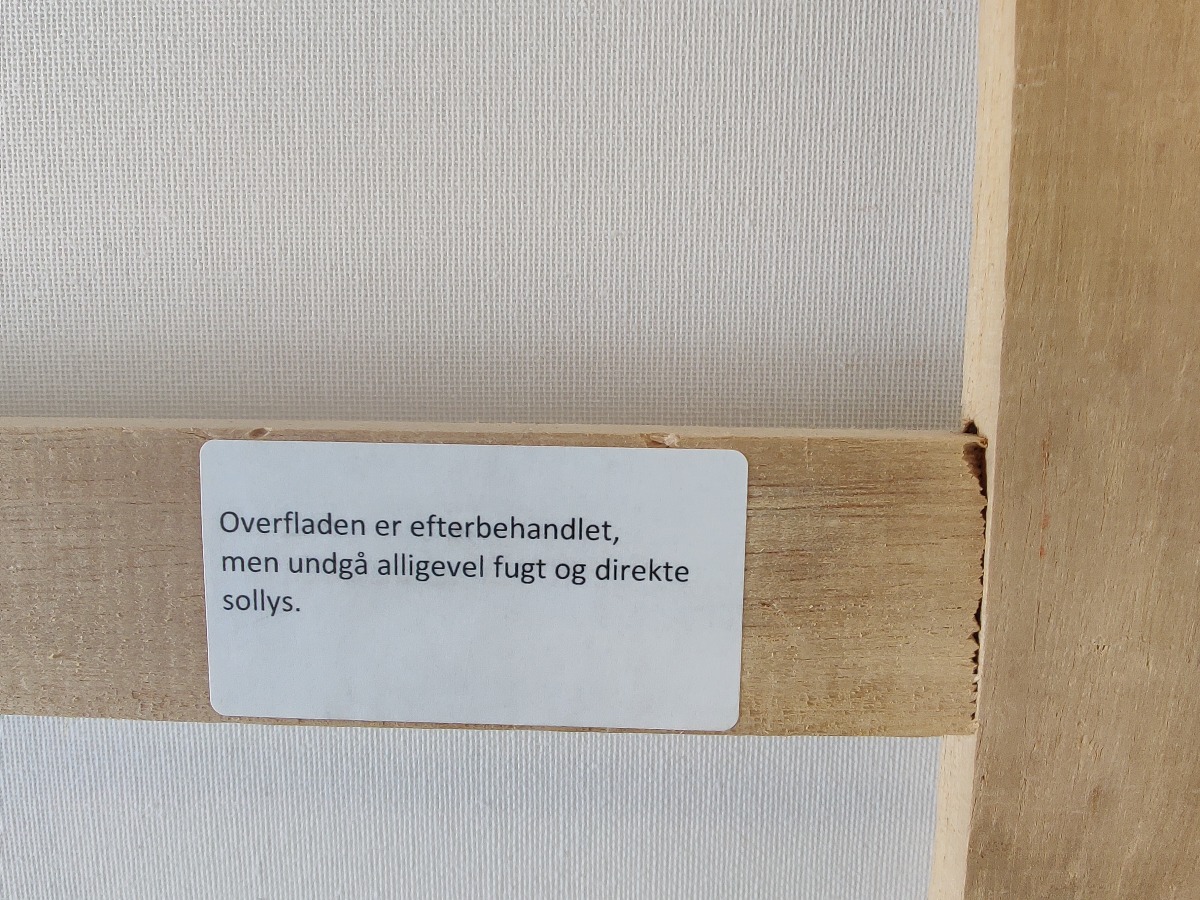 Overfladen er efterbehandlet,
men undgå alligevel fugt og direkte
sollys.